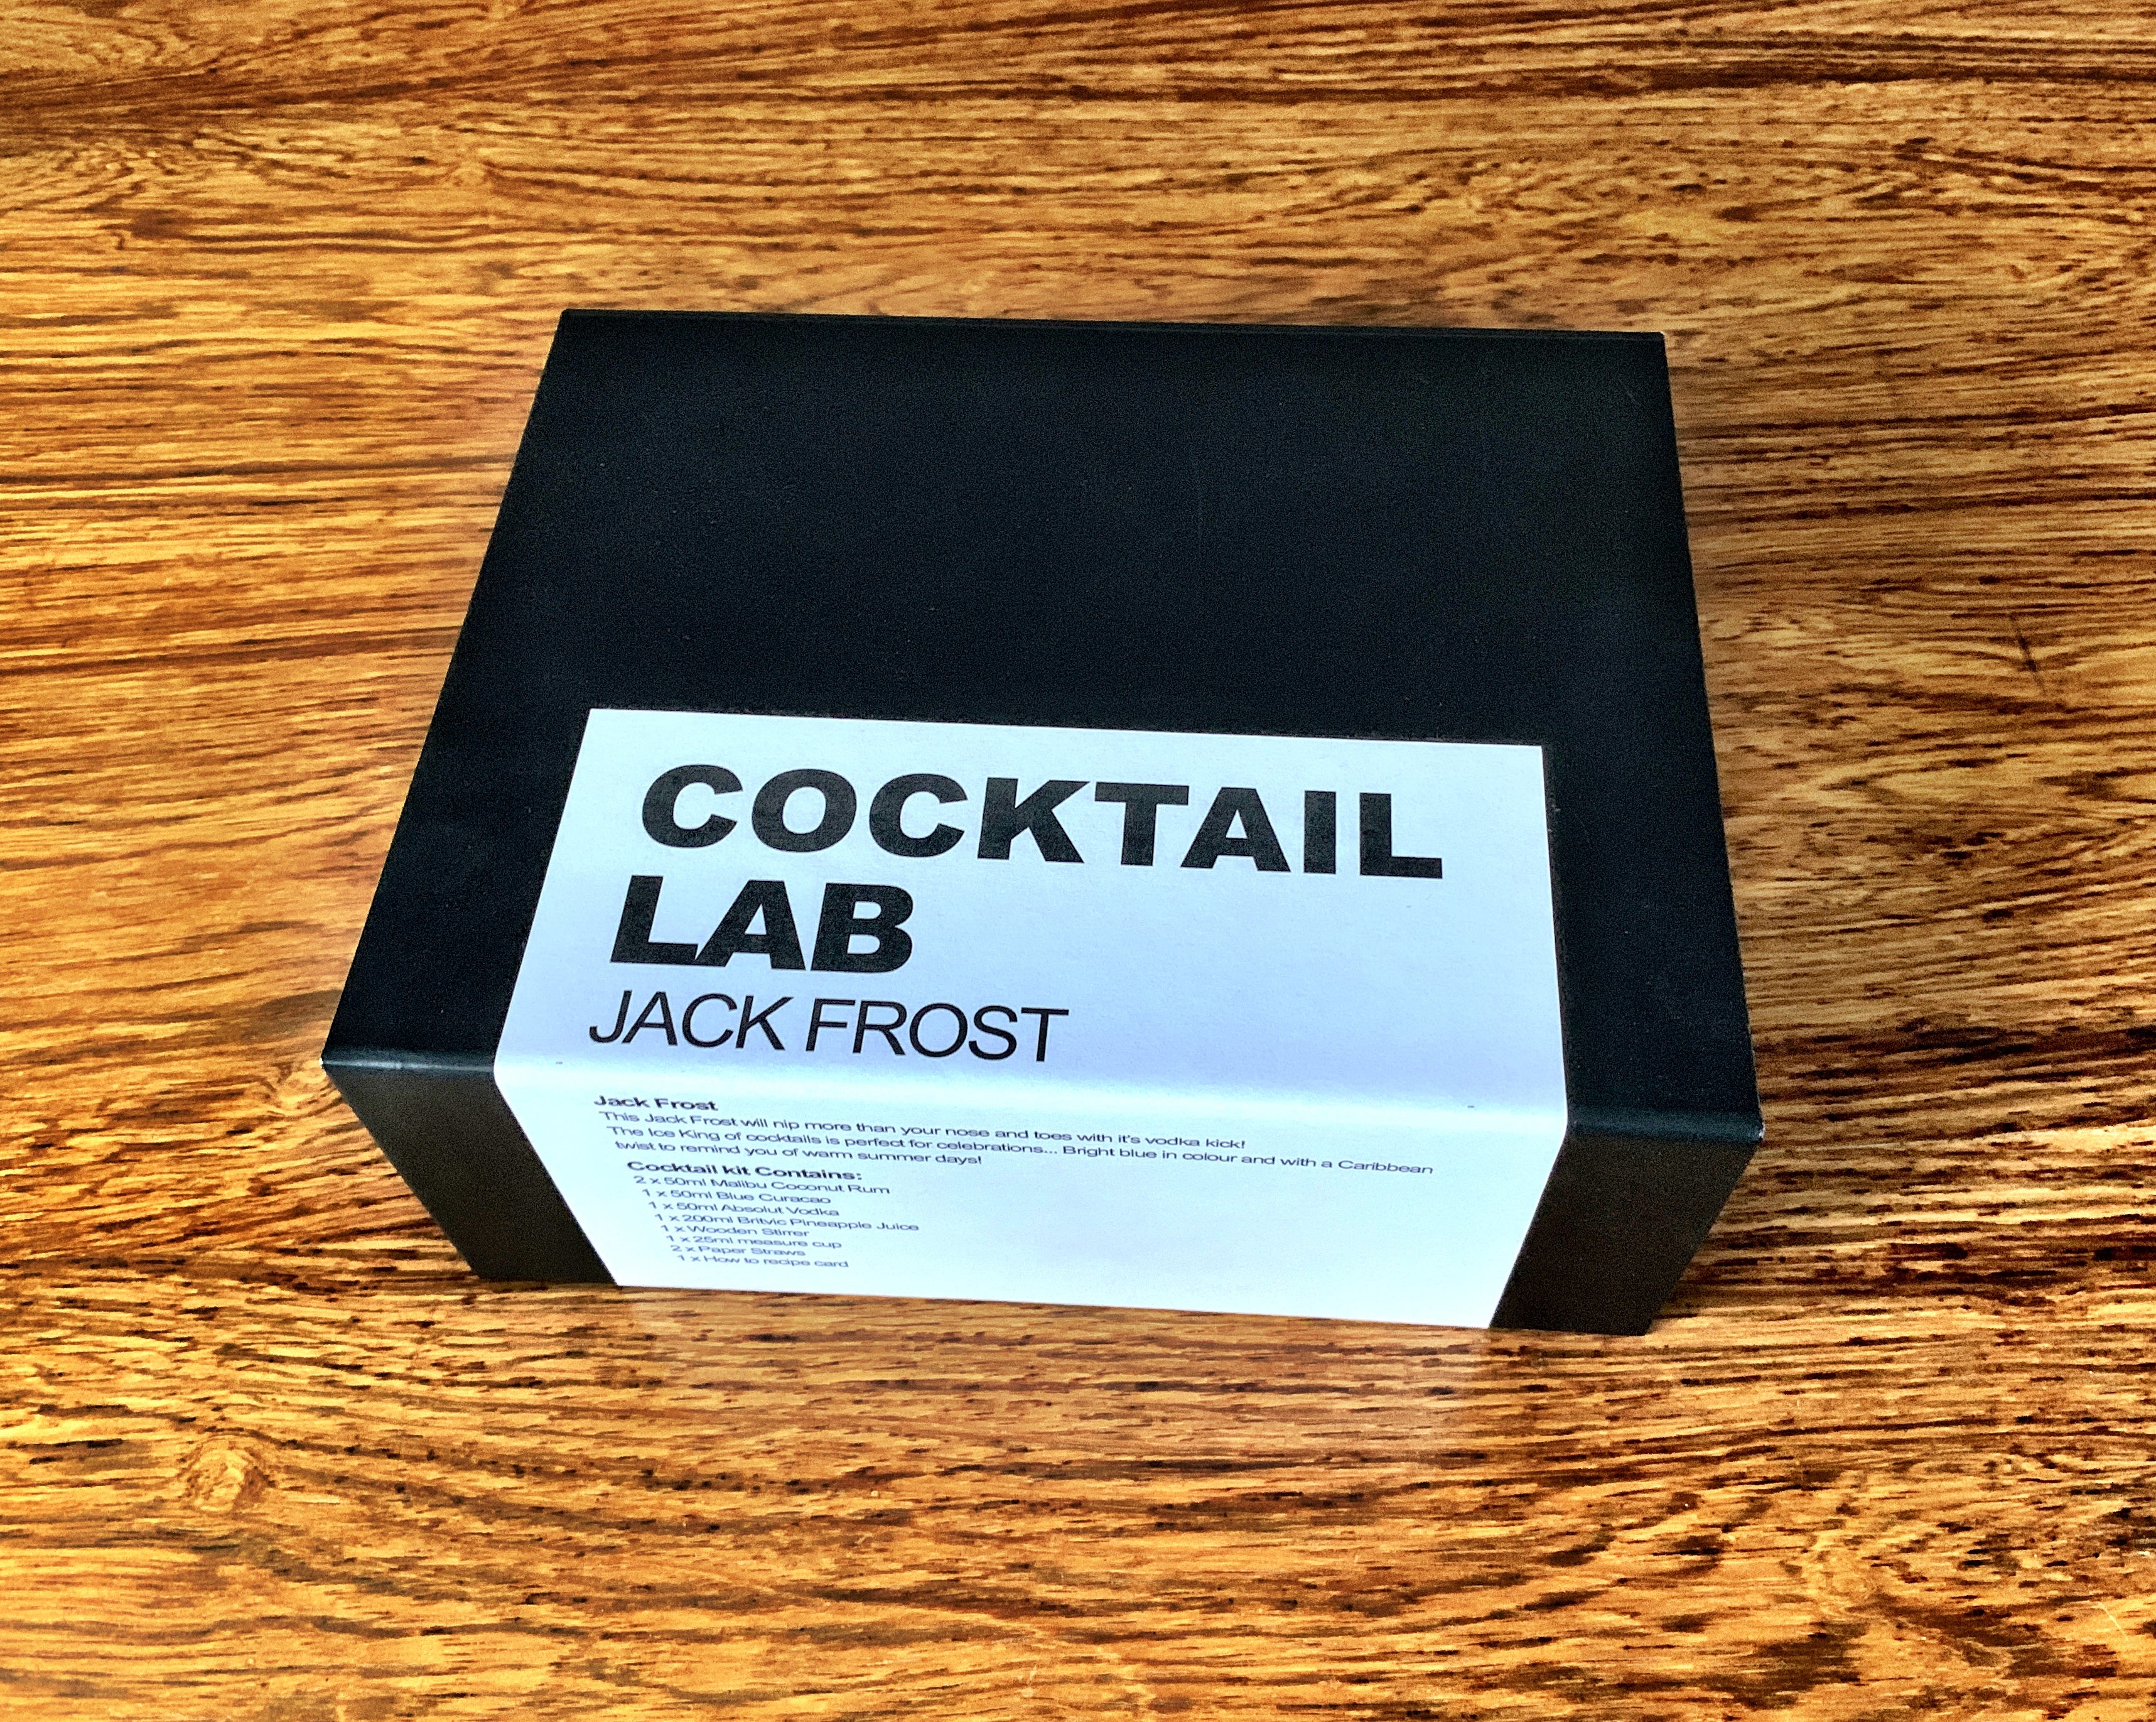 COCKTAIL
LAB
JACK FROST
Jack Frost
This Jack Frost will nip more than your nose and toes with it's vodka kick!
The Ice King of cocktails is perfect for celebrations... Bright blue in colour and with a Caribbean
twist to remind you of warm summer days!
Cocktail kit Contains:
2 x 50ml Malibu Coconut Rum
1 x 50ml Blue Curacao
1 x 50ml Absolut Vodka
1 x 200ml Britvic Pineapple Juice
1 x Wooden Stirrer
1 x 25ml measure cup
2 x Paper Straws
1 x How to recipe card